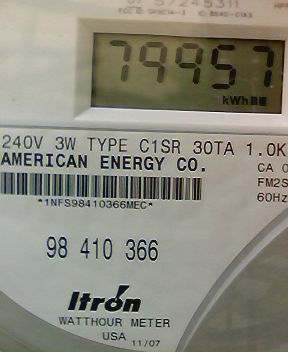 79957
kWh
240V 3W TYPE C1SR 30TA 1.0K
AMERICAN ENERGY CO.
CA 0
FM2S
60Hz
*1NFS98410366MEC*
98 410 366
Itron
WATTHOUR METER
USA 11/07